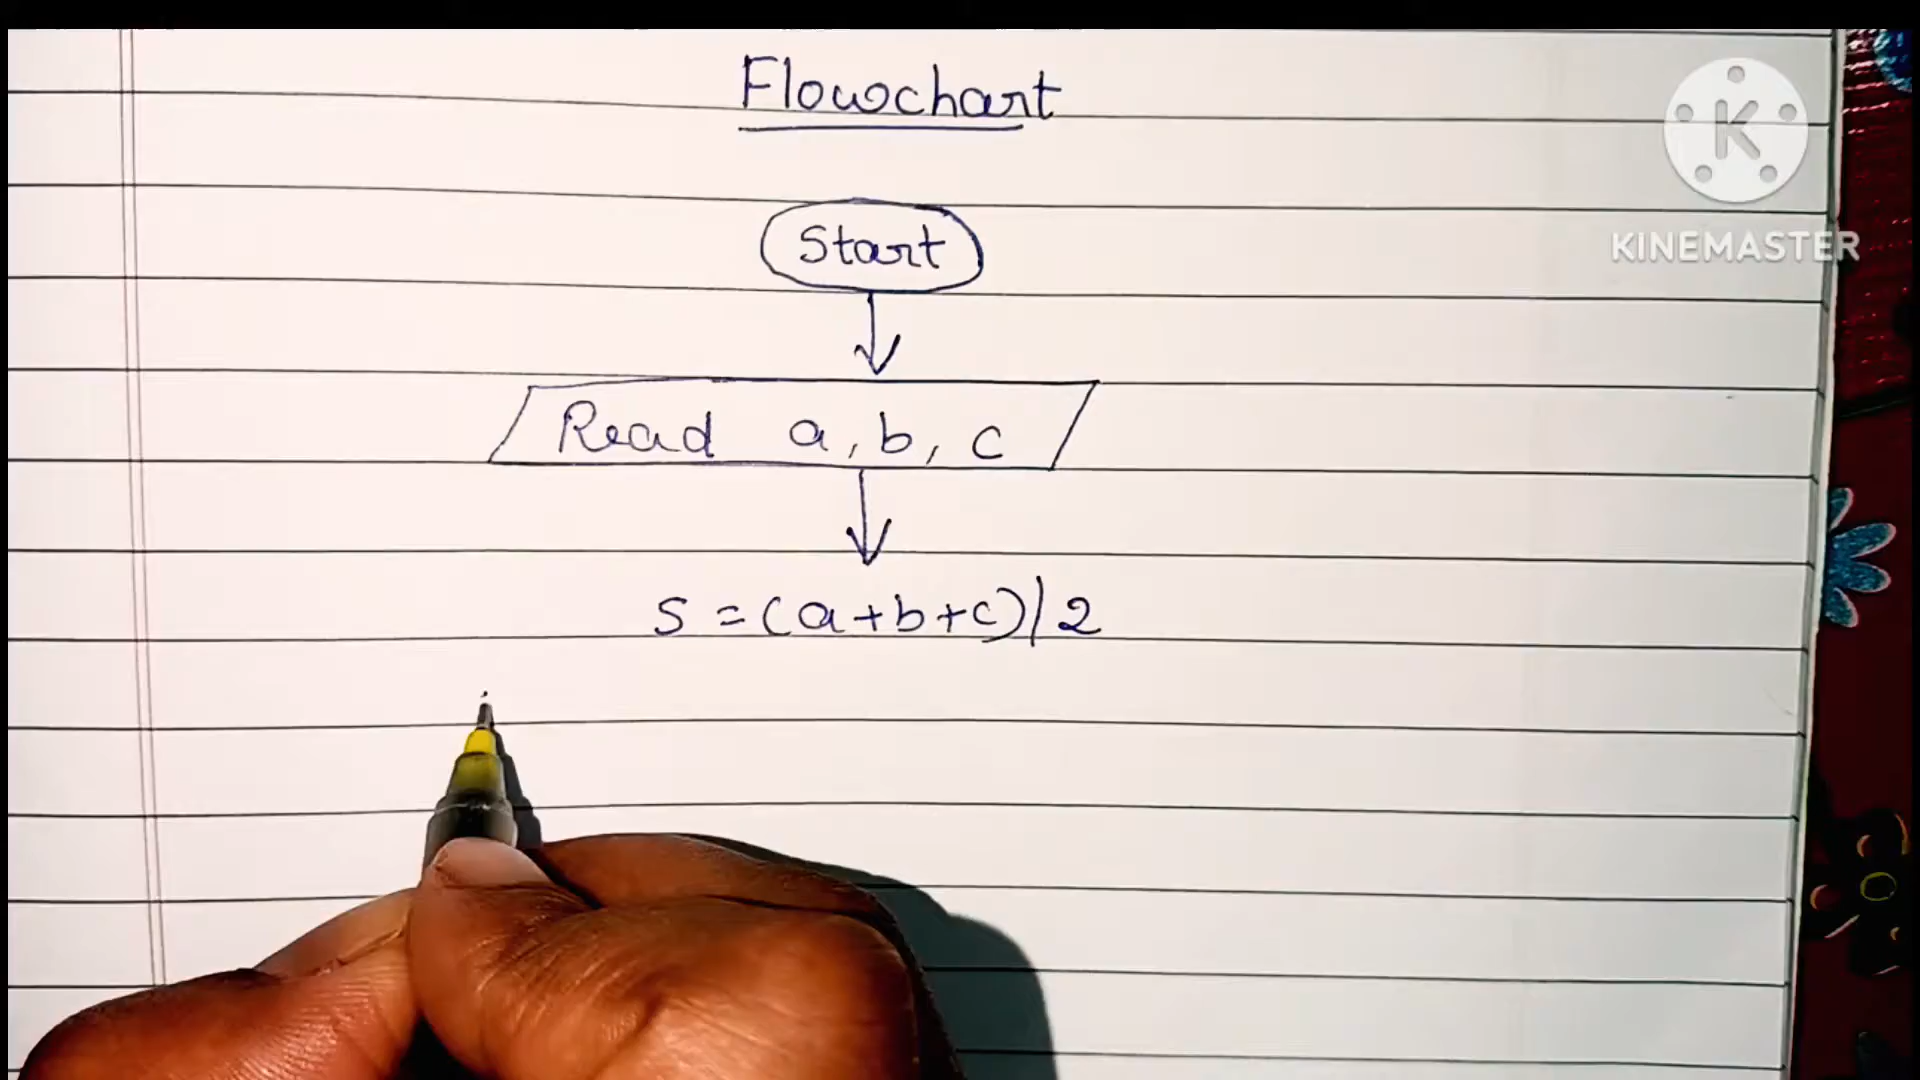 Flowchart
K
KINEMASTER
Start
Read a, b, c
S = (a+b+c)/2